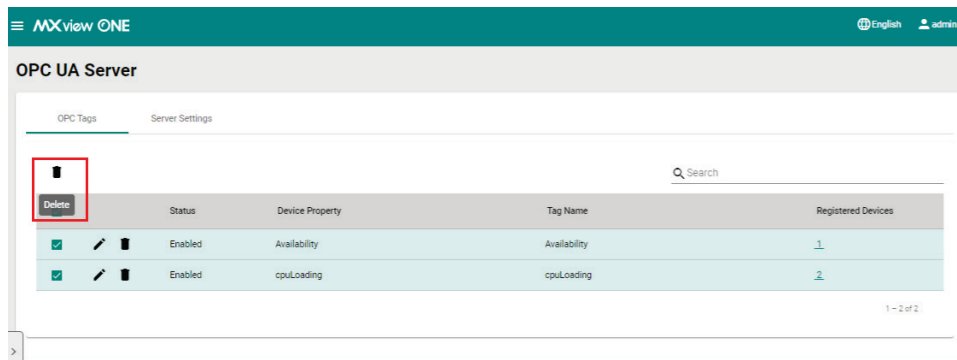 MXview ONE English admin
OPC UA Server
OPC Tags Server Settings
Search
Delete Status Device Property Tag Name Registered Devices
Enabled Availability Availability 1
Enabled cpuLoading cpuLoading 2
1 – 2 of 2
>